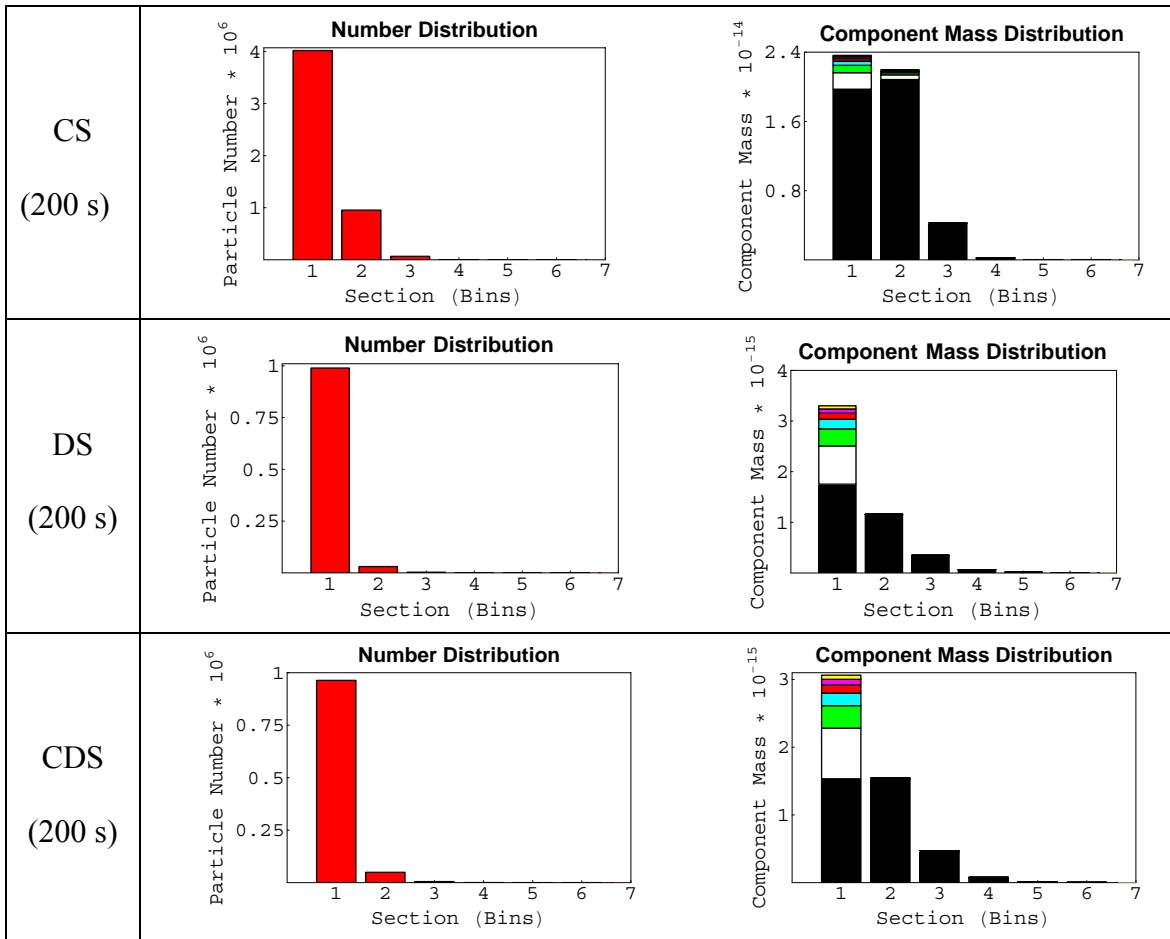 CS
(200 s)
Number Distribution
Particle Number * 10^6
4
3
2
1
1 2 3 4 5 6 7
Section (Bins)
Component Mass Distribution
Component Mass * 10^-14
2.4
1.6
0.8
1 2 3 4 5 6 7
Section (Bins)
DS
(200 s)
Number Distribution
Particle Number * 10^6
1
0.75
0.5
0.25
1 2 3 4 5 6 7
Section (Bins)
Component Mass Distribution
Component Mass * 10^-15
4
3
2
1
1 2 3 4 5 6 7
Section (Bins)
CDS
(200 s)
Number Distribution
Particle Number * 10^6
1
0.75
0.5
0.25
1 2 3 4 5 6 7
Section (Bins)
Component Mass Distribution
Component Mass * 10^-15
3
2
1
1 2 3 4 5 6 7
Section (Bins)